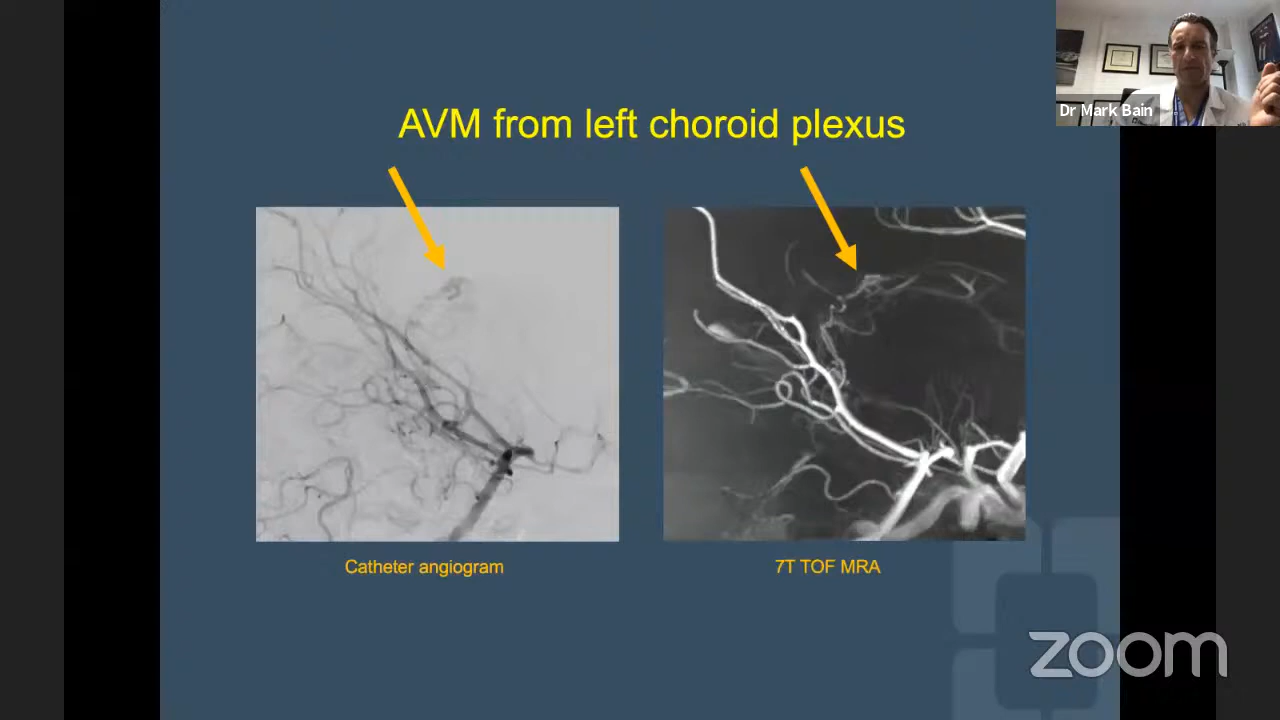 AVM from left choroid plexus
Dr Mark Bain
Catheter angiogram
7T TOF MRA
zoom